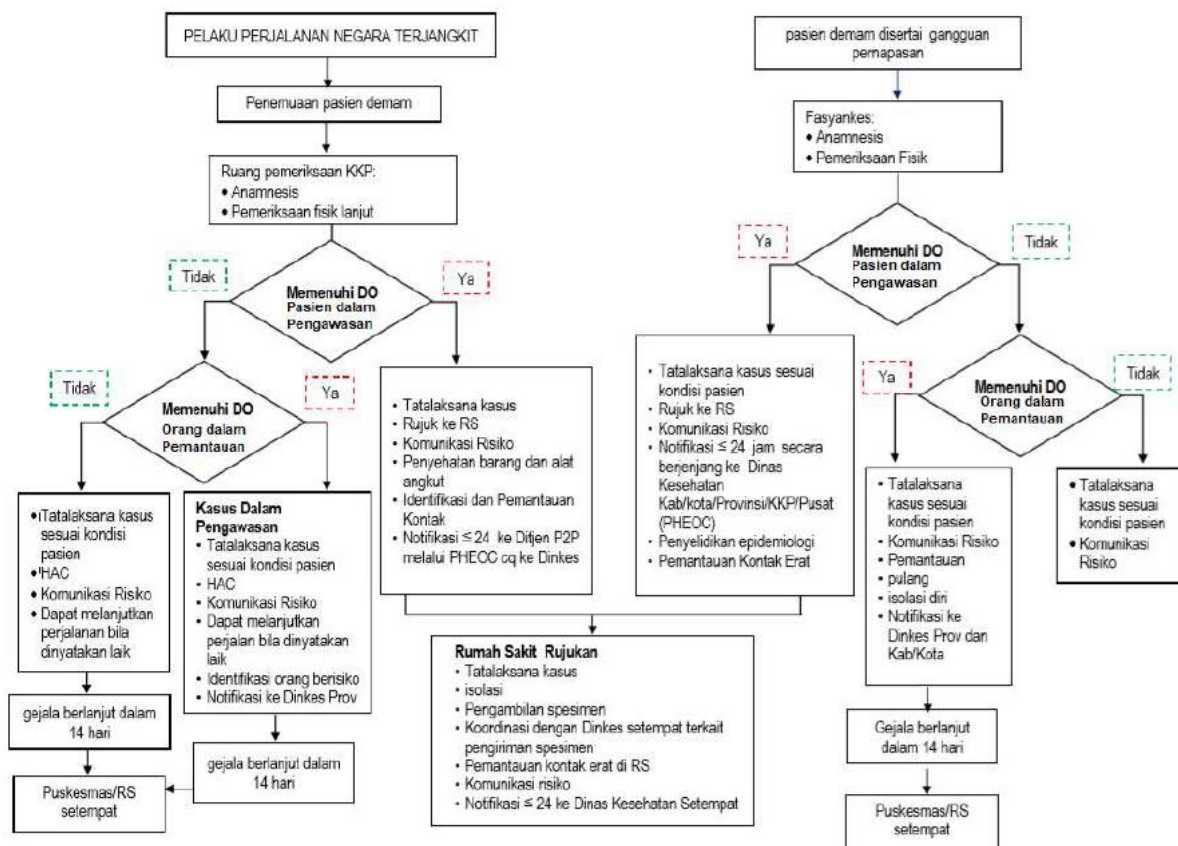 PELAKU PERJALANAN NEGARA TERJANGKIT
Penemuaan pasien demam
Ruang pemeriksaan KKP:
• Anamnesis
• Pemeriksaan fisik lanjut
Tidak
Ya
Memenuhi DO
Pasien dalam
Pengawasan
Tidak
Ya
Memenuhi DO
Orang dalam
Pemantauan
• Tatalaksana kasus
sesuai kondisi
pasien
• HAC
• Komunikasi Risiko
• Dapat melanjutkan
perjalanan bila
dinyatakan laik
gejala berlanjut dalam
14 hari
Puskesmas/RS
setempat
Kasus Dalam
Pengawasan
• Tatalaksana kasus
sesuai kondisi pasien
• HAC
• Komunikasi Risiko
• Dapat melanjutkan
perjalan bila dinyatakan
laik
• Identifikasi orang berisiko
• Notifikasi ke Dinkes Prov
gejala berlanjut dalam
14 hari
• Tatalaksana kasus
• Rujuk ke RS
• Komunikasi Risiko
• Penyehatan barang dan alat
angkut
• Identifikasi dan Pemantauan
Kontak
• Notifikasi ≤ 24 ke Ditjen P2P
melalui PHEOC cq ke Dinkes
pasien demam disertai gangguan
pernapasan
Fasyankes:
• Anamnesis
• Pemeriksaan Fisik
Ya
Tidak
Memenuhi DO
Pasien dalam
Pengawasan
• Tatalaksana kasus sesuai
kondisi pasien
• Rujuk ke RS
• Komunikasi Risiko
• Notifikasi ≤ 24 jam secara
berjenjang ke Dinas
Kesehatan
Kab/kota/Provinsi/KKP/Pusat
(PHEOC)
• Penyelidikan epidemiologi
• Pemantauan Kontak Erat
Ya
Tidak
Memenuhi DO
Orang dalam
Pemantauan
• Tatalaksana
kasus sesuai
kondisi pasien
• Komunikasi Risiko
• Pemantauan
• pulang
• isolasi diri
• Notifikasi ke
Dinkes Prov dan
Kab/Kota
• Tatalaksana
kasus sesuai
kondisi pasien
• Komunikasi
Risiko
Gejala berlanjut
dalam 14 hari
Puskesmas/RS
setempat
Rumah Sakit Rujukan
• Tatalaksana kasus
• isolasi
• Pengambilan spesimen
• Koordinasi dengan Dinkes setempat terkait
pengiriman spesimen
• Pemantauan kontak erat di RS
• Komunikasi risiko
• Notifikasi ≤ 24 ke Dinas Kesehatan Setempat